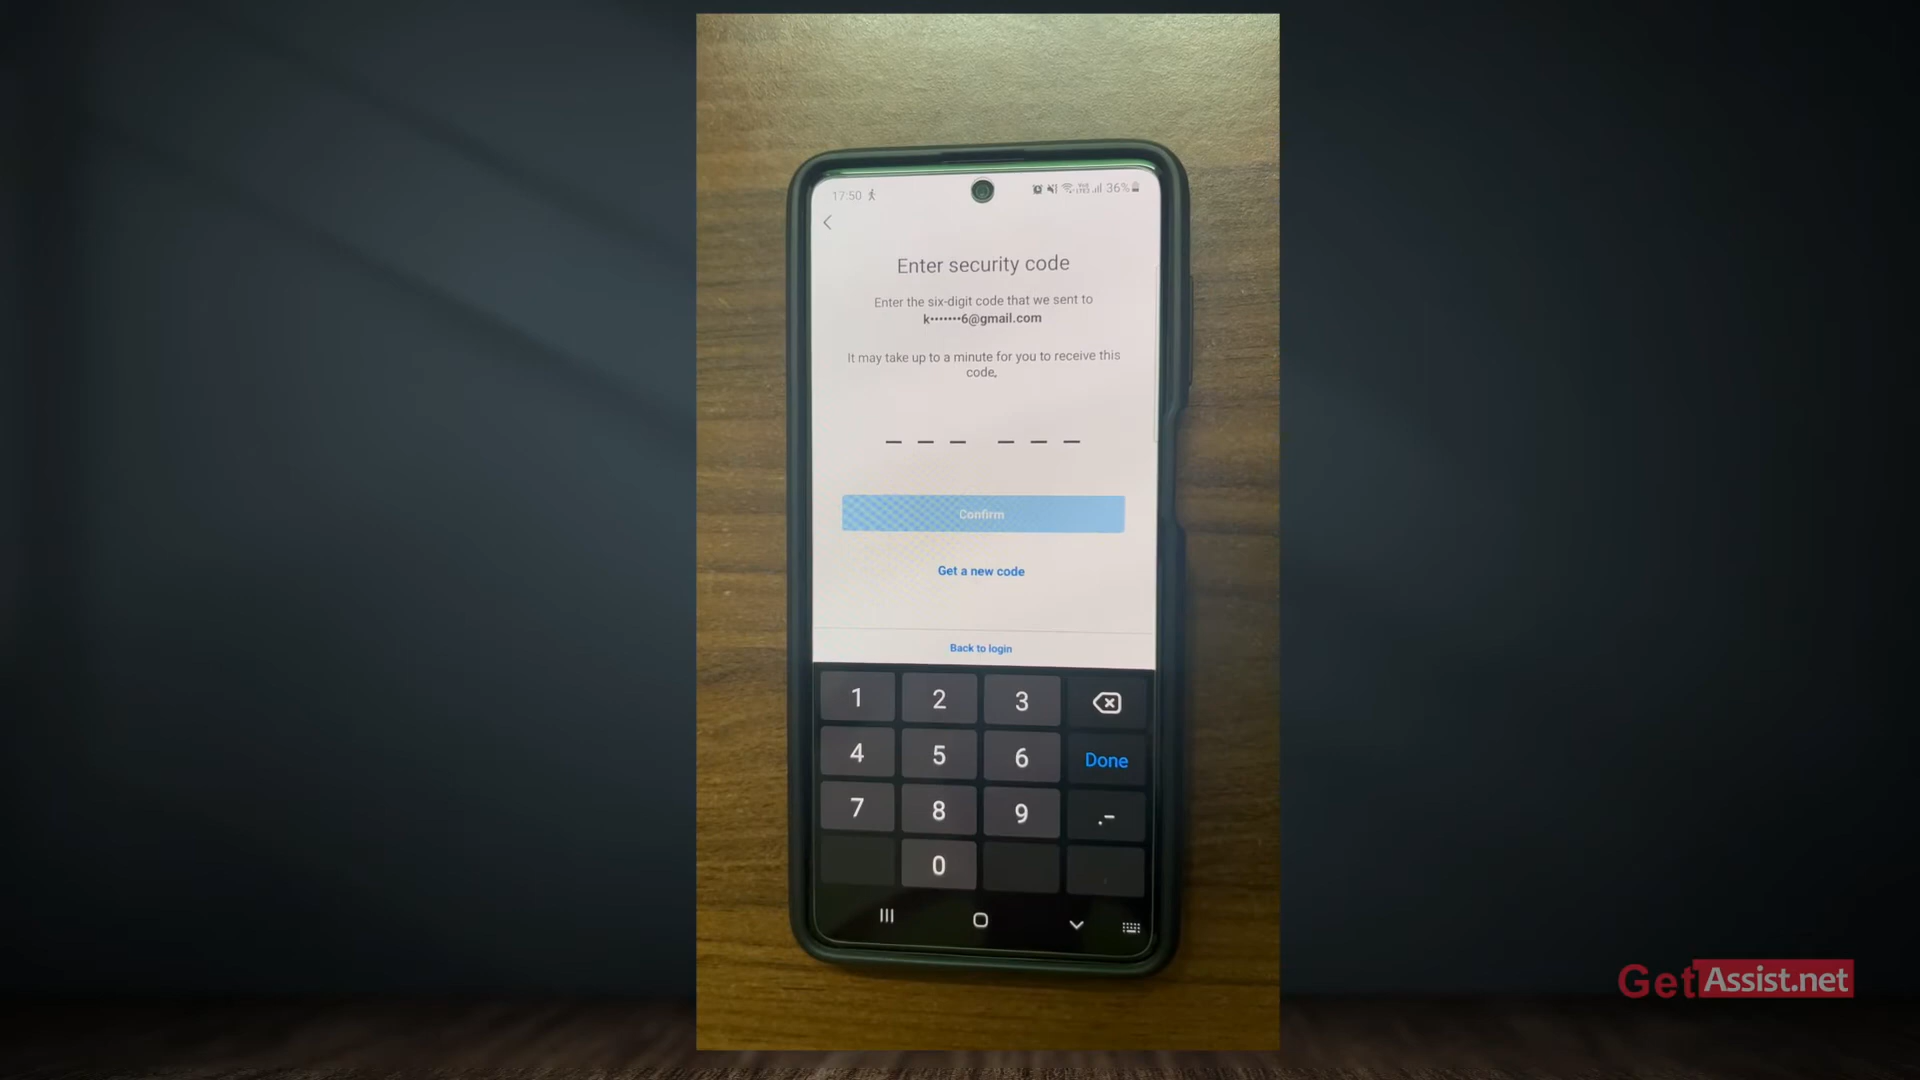 17:50
36%
Enter security code
Enter the six-digit code that we sent to
k•••••••6@gmail.com
It may take up to a minute for you to receive this
code.
Confirm
Get a new code
Back to login
1 2 3
4 5 6 Done
7 8 9 .-
0
GetAssist.net